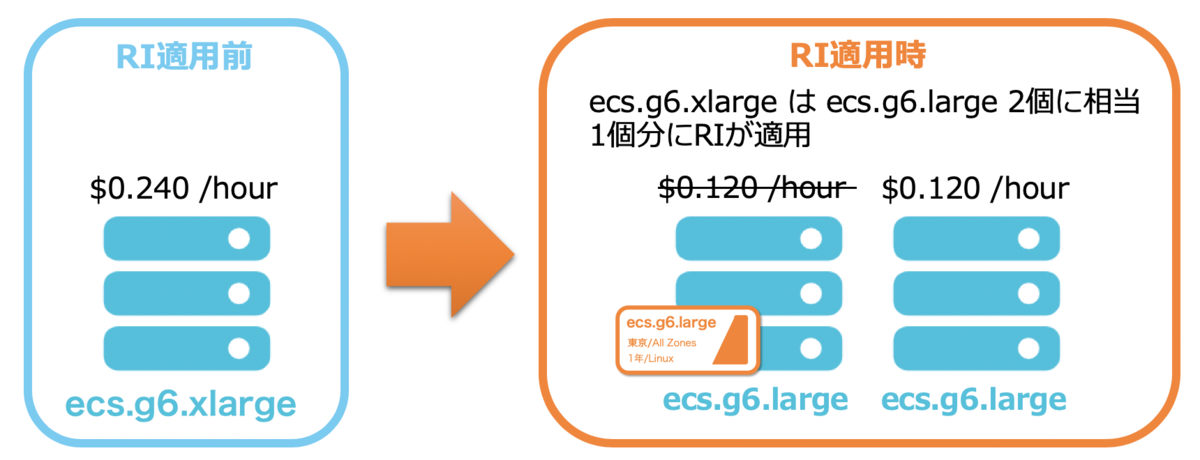 RI適用前
$0.240 /hour
ecs.g6.xlarge
RI適用時
ecs.g6.xlarge は ecs.g6.large 2個に相当
1個分にRIが適用
$0.120 /hour
$0.120 /hour
ecs.g6.large
東京/All Zones
1年/Linux
ecs.g6.large
ecs.g6.large